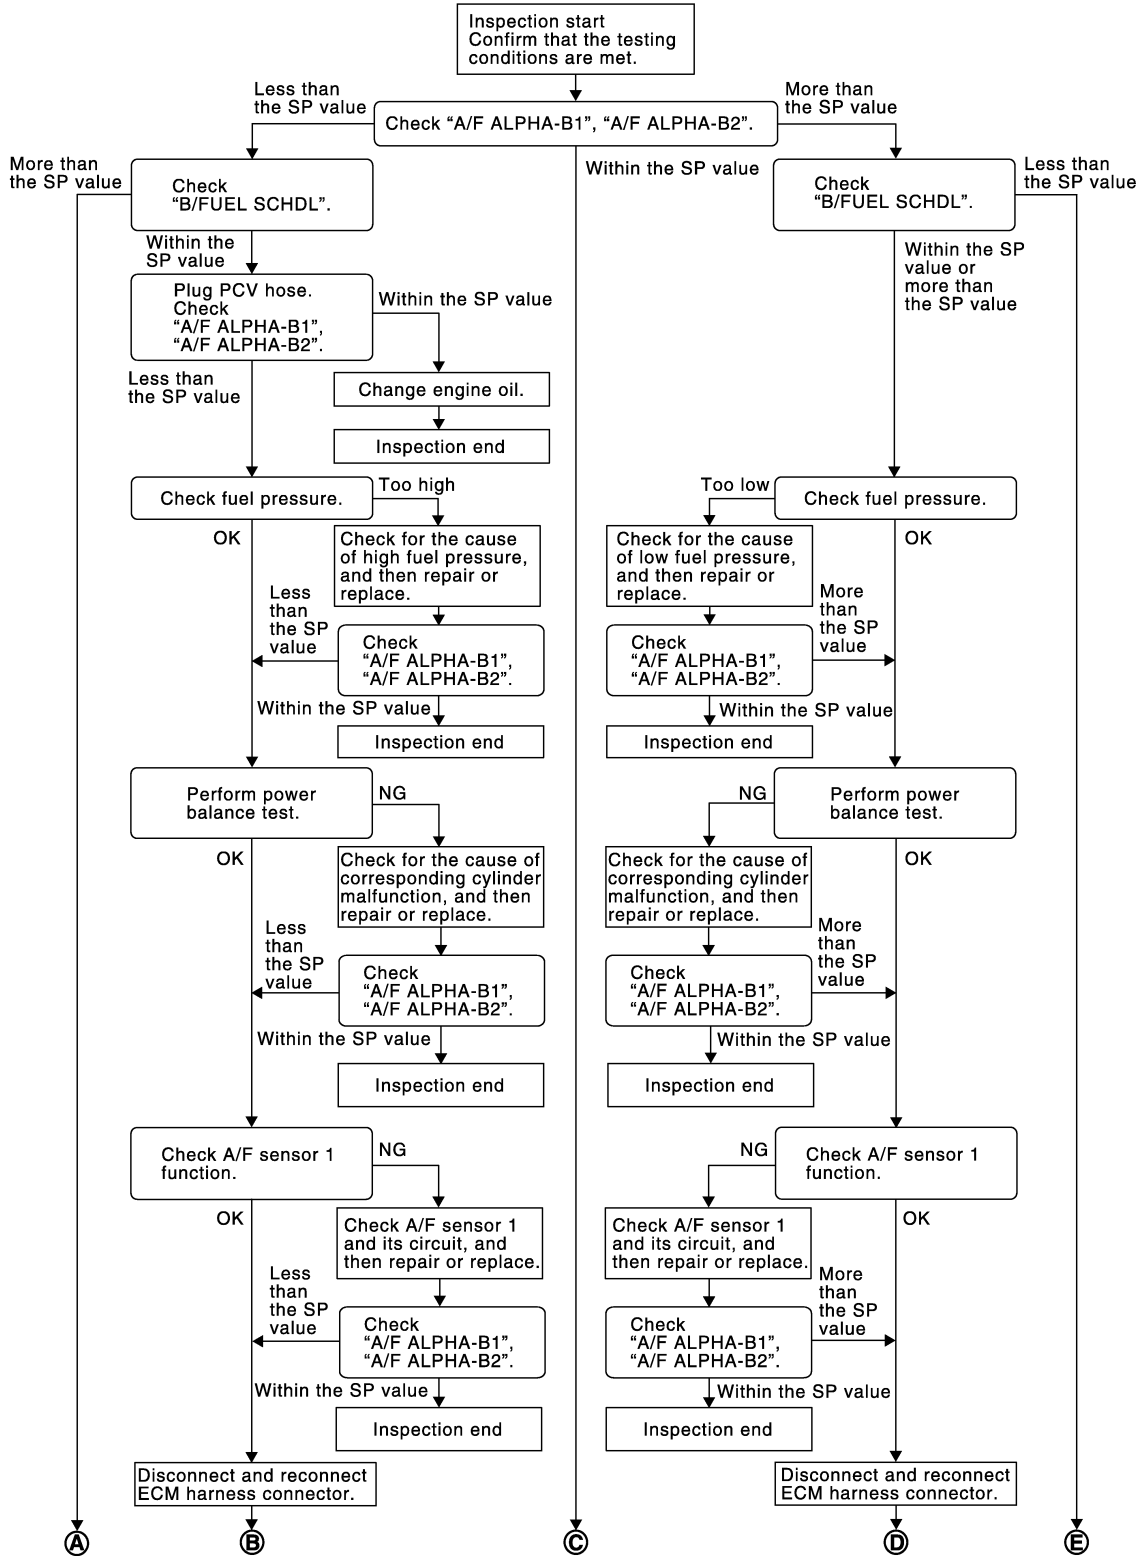 Inspection start
Confirm that the testing
conditions are met.
Less than
the SP value
More than
the SP value
Check “A/F ALPHA-B1”, “A/F ALPHA-B2”.
More than
the SP value
Within the SP value
Less than
the SP value
Check
“B/FUEL SCHDL”.
Check
“B/FUEL SCHDL”.
Within the
SP value
Within the SP
value or
more than
the SP value
Plug PCV hose.
Check
“A/F ALPHA-B1”,
“A/F ALPHA-B2”.
Within the SP value
Less than
the SP value
Change engine oil.
Inspection end
Check fuel pressure.
Too high
Too low
Check fuel pressure.
OK
Check for the cause
of high fuel pressure,
and then repair or
replace.
Check for the cause
of low fuel pressure,
and then repair or
replace.
OK
Less
than
the SP
value
Check
“A/F ALPHA-B1”,
“A/F ALPHA-B2”.
Check
“A/F ALPHA-B1”,
“A/F ALPHA-B2”.
More
than
the SP
value
Within the SP value
Within the SP value
Inspection end
Inspection end
Perform power
balance test.
NG
NG
Perform power
balance test.
OK
Check for the cause of
corresponding cylinder
malfunction, and then
repair or replace.
Check for the cause of
corresponding cylinder
malfunction, and then
repair or replace.
OK
Less
than
the SP
value
Check
“A/F ALPHA-B1”,
“A/F ALPHA-B2”.
Check
“A/F ALPHA-B1”,
“A/F ALPHA-B2”.
More
than
the SP
value
Within the SP value
Within the SP value
Inspection end
Inspection end
Check A/F sensor 1
function.
NG
NG
Check A/F sensor 1
function.
OK
Check A/F sensor 1
and its circuit, and
then repair or replace.
Check A/F sensor 1
and its circuit, and
then repair or replace.
OK
Less
than
the SP
value
Check
“A/F ALPHA-B1”,
“A/F ALPHA-B2”.
Check
“A/F ALPHA-B1”,
“A/F ALPHA-B2”.
More
than
the SP
value
Within the SP value
Within the SP value
Inspection end
Inspection end
Disconnect and reconnect
ECM harness connector.
Disconnect and reconnect
ECM harness connector.
A
B
C
D
E